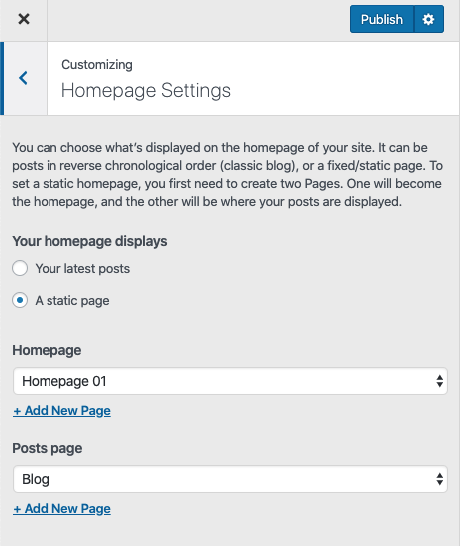 Publish
Customizing
Homepage Settings
You can choose what's displayed on the homepage of your site. It can be
posts in reverse chronological order (classic blog), or a fixed/static page. To
set a static homepage, you first need to create two Pages. One will become
the homepage, and the other will be where your posts are displayed.
Your homepage displays
Your latest posts
A static page
Homepage
Homepage 01
+ Add New Page
Posts page
Blog
+ Add New Page